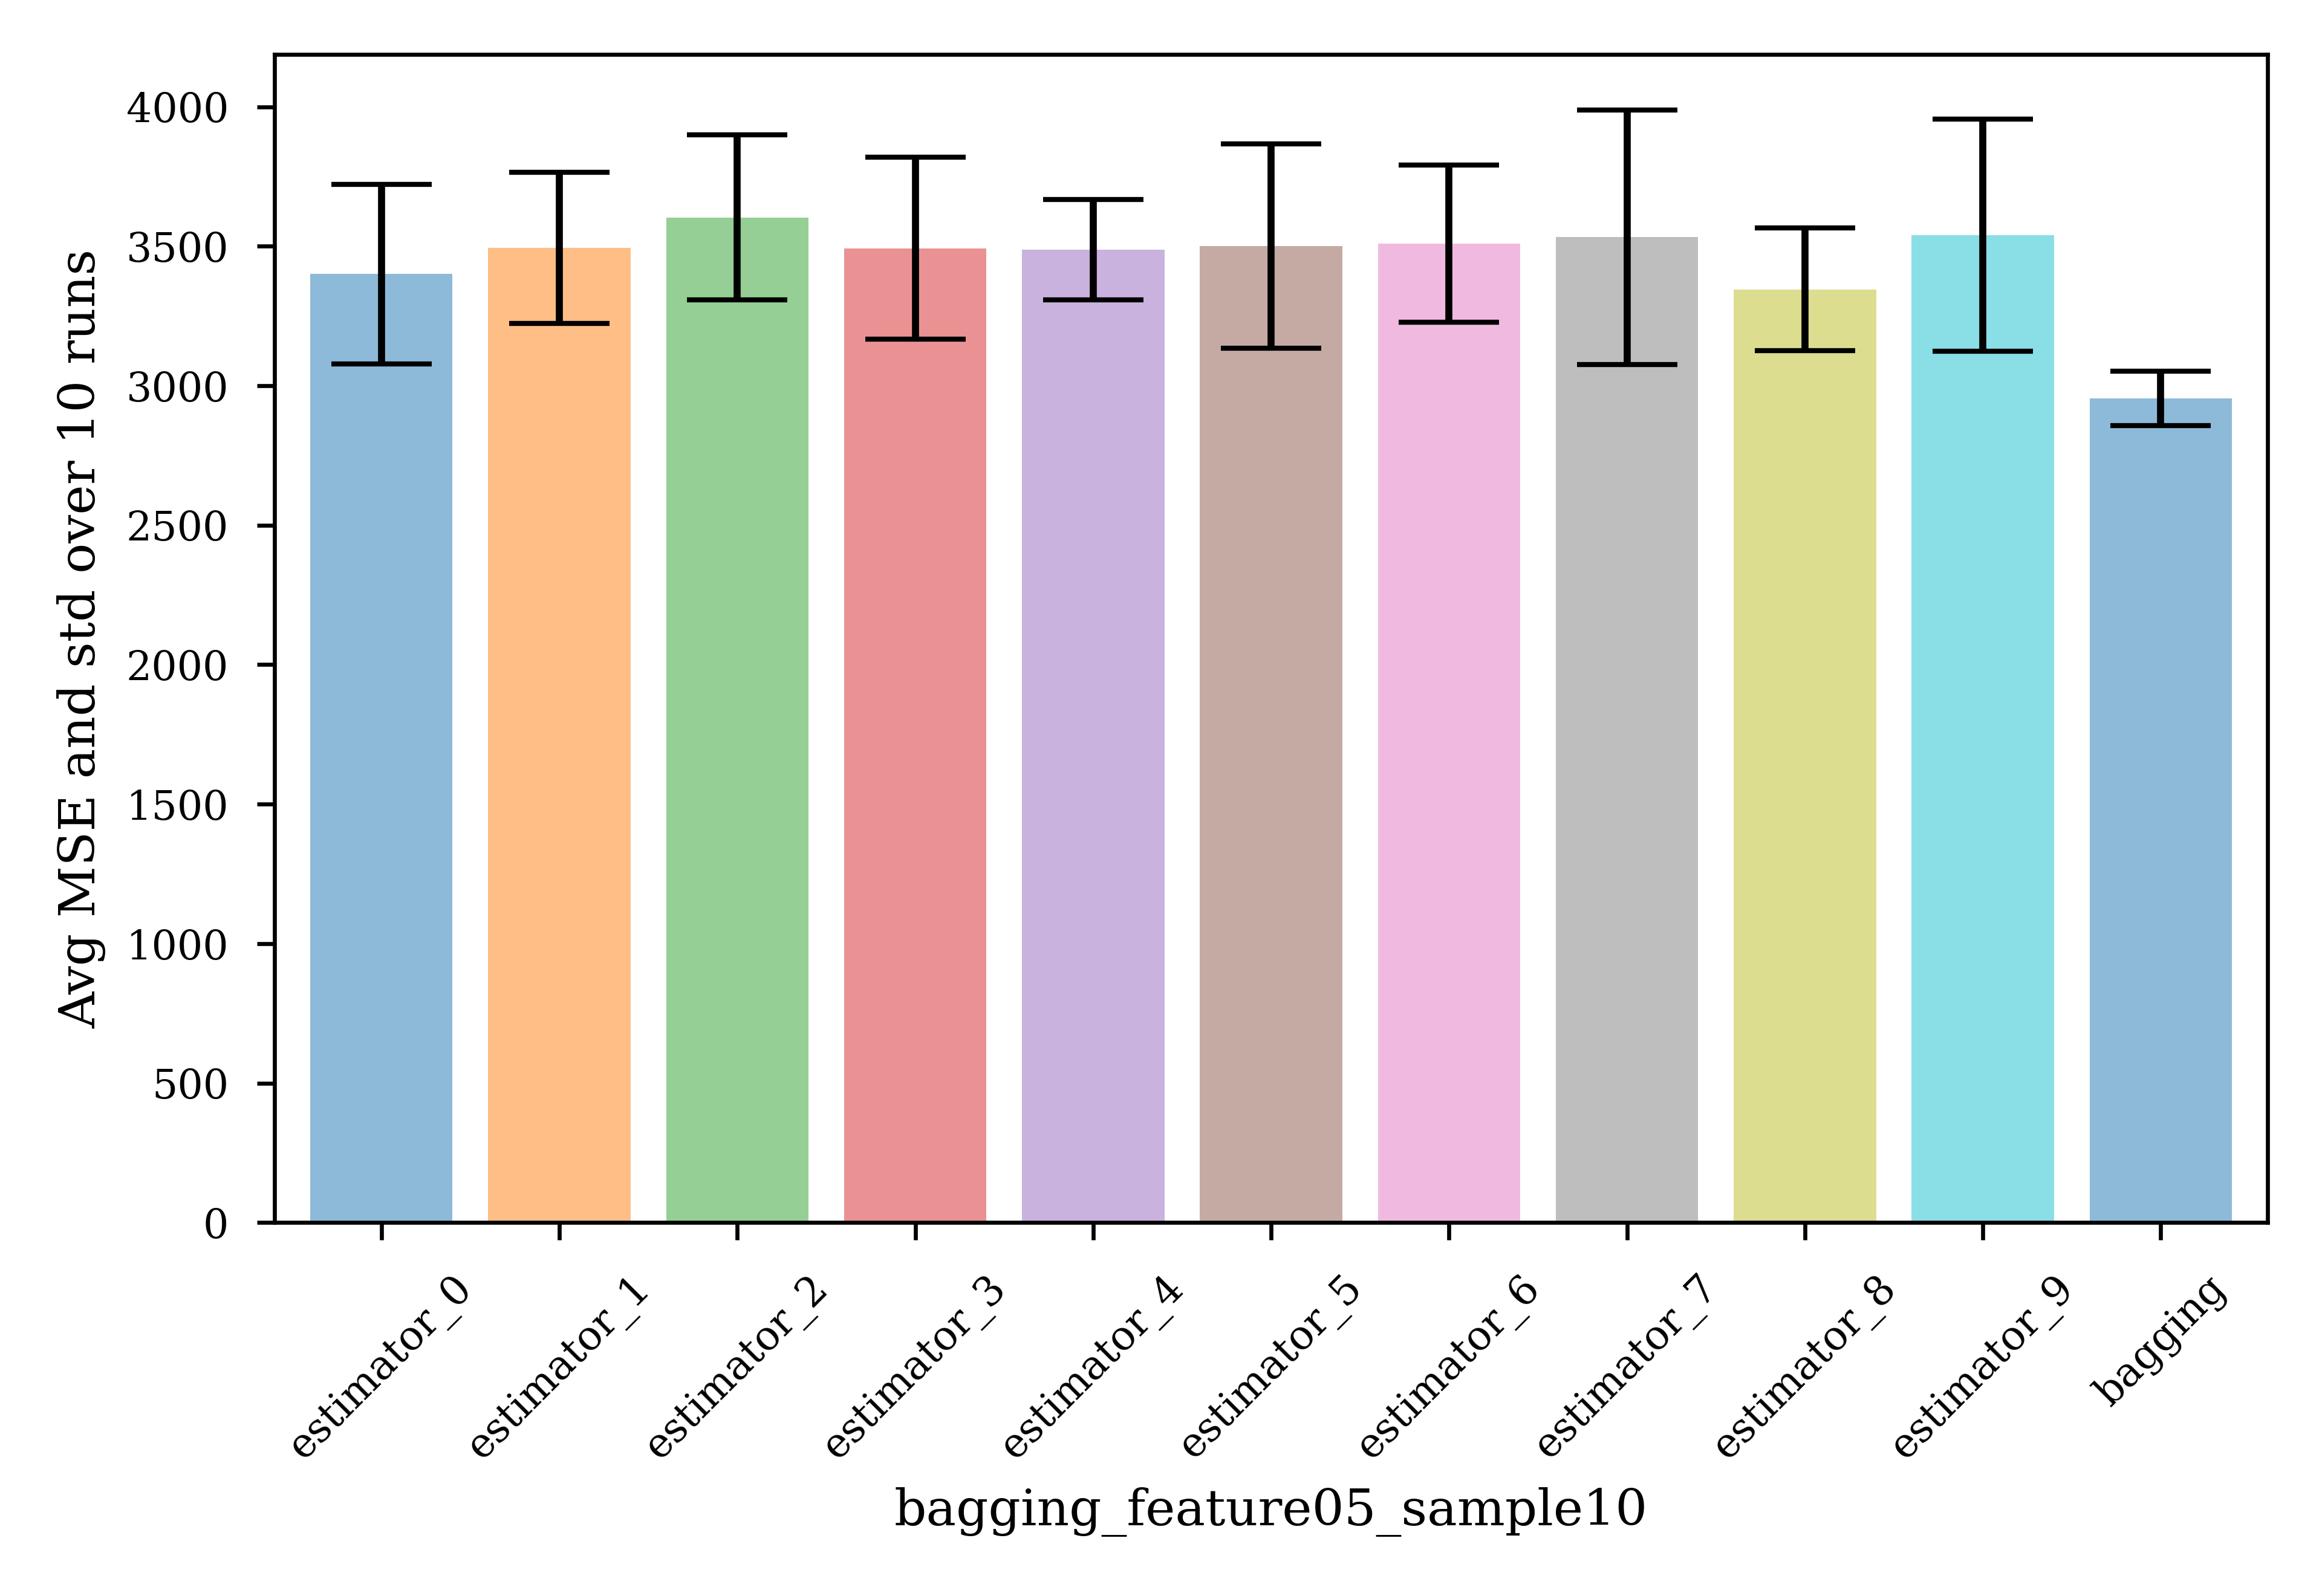 Avg MSE and std over 10 runs
4000
3500
3000
2500
2000
1500
1000
500
0
estimator_0
estimator_1
estimator_2
estimator_3
estimator_4
estimator_5
estimator_6
estimator_7
estimator_8
estimator_9
bagging
bagging_feature05_sample10